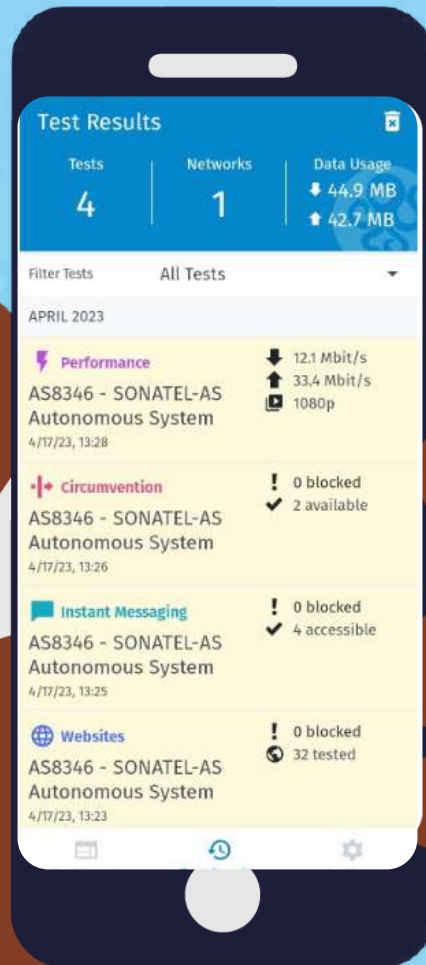 Test Results
Tests
Networks
Data Usage
4
1
44.9 MB
42.7 MB
Filter Tests
All Tests
APRIL 2023
Performance
12.1 Mbit/s
33.4 Mbit/s
1080p
AS8346 - SONATEL-AS
Autonomous System
4/17/23, 13:28
Circumvention
0 blocked
2 available
AS8346 - SONATEL-AS
Autonomous System
4/17/23, 13:26
Instant Messaging
0 blocked
4 accessible
AS8346 - SONATEL-AS
Autonomous System
4/17/23, 13:25
Websites
0 blocked
32 tested
AS8346 - SONATEL-AS
Autonomous System
4/17/23, 13:23